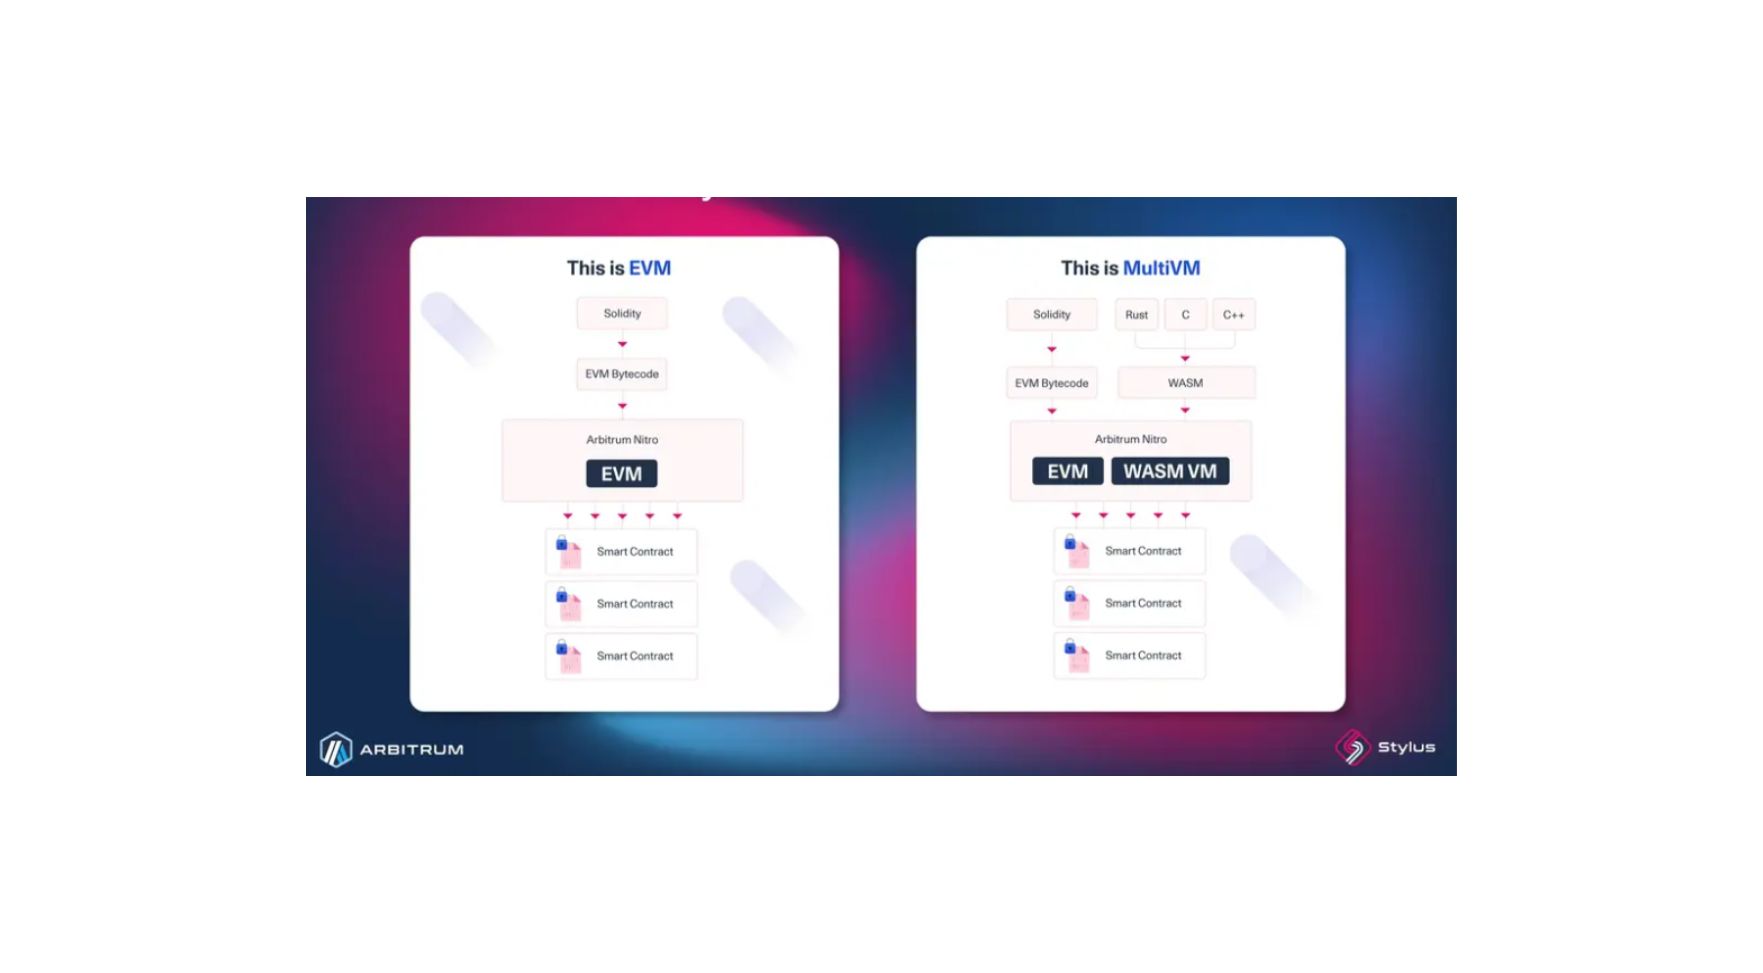 This is EVM
Solidity
EVM Bytecode
Arbitrum Nitro
EVM
Smart Contract
Smart Contract
Smart Contract
This is MultiVM
Solidity
Rust
C
C++
EVM Bytecode
WASM
Arbitrum Nitro
EVM
WASM VM
Smart Contract
Smart Contract
Smart Contract
ARBITRUM
Stylus